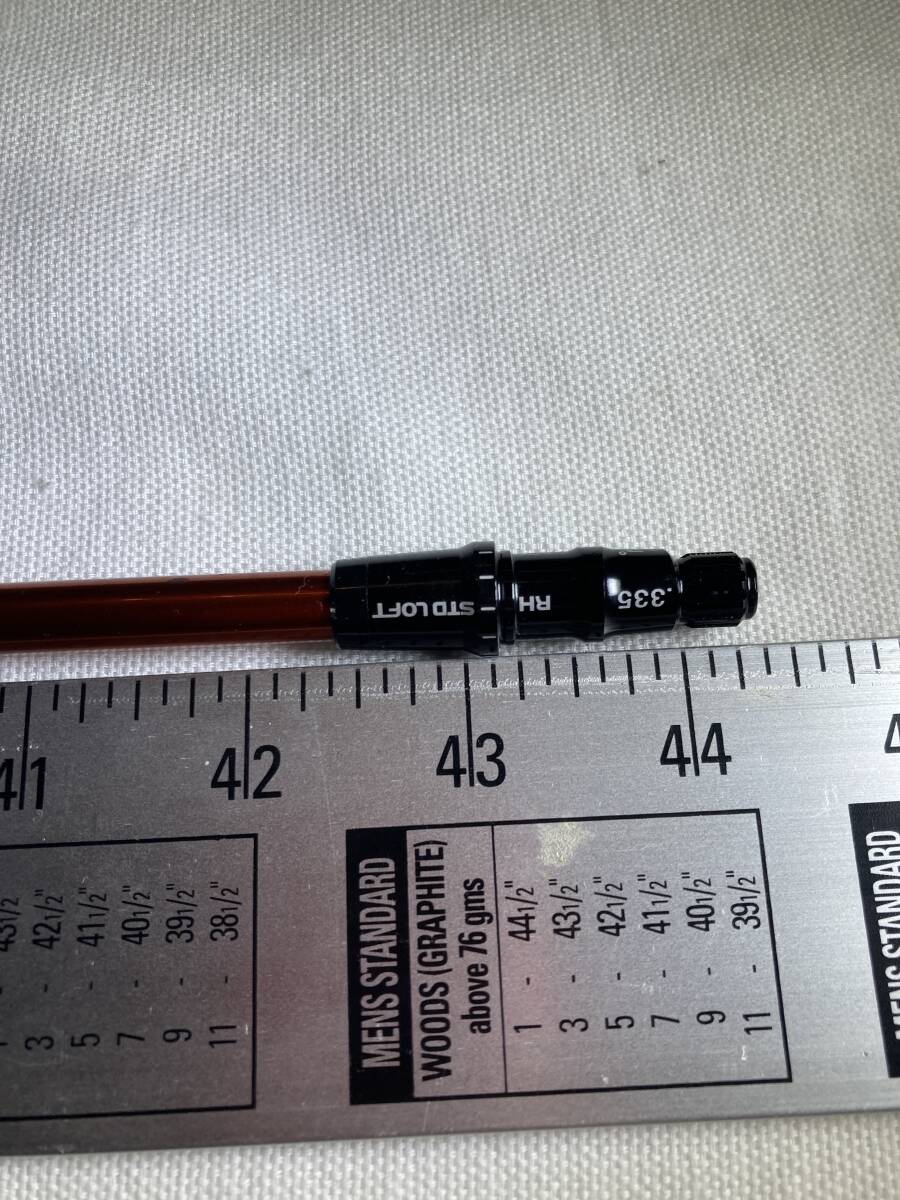 STD LOFT
RH
.335
41
42
43
44
4
43 1/2
3 - 42 1/2"
5 - 41 1/2"
7 - 40 1/2"
9 - 39 1/2"
11 - 38 1/2"
MENS STANDARD
WOODS (GRAPHITE)
above 76 gms
1 - 44 1/2"
3 - 43 1/2"
5 - 42 1/2"
7 - 41 1/2"
9 - 40 1/2"
11 - 39 1/2"
MENS STANDARD